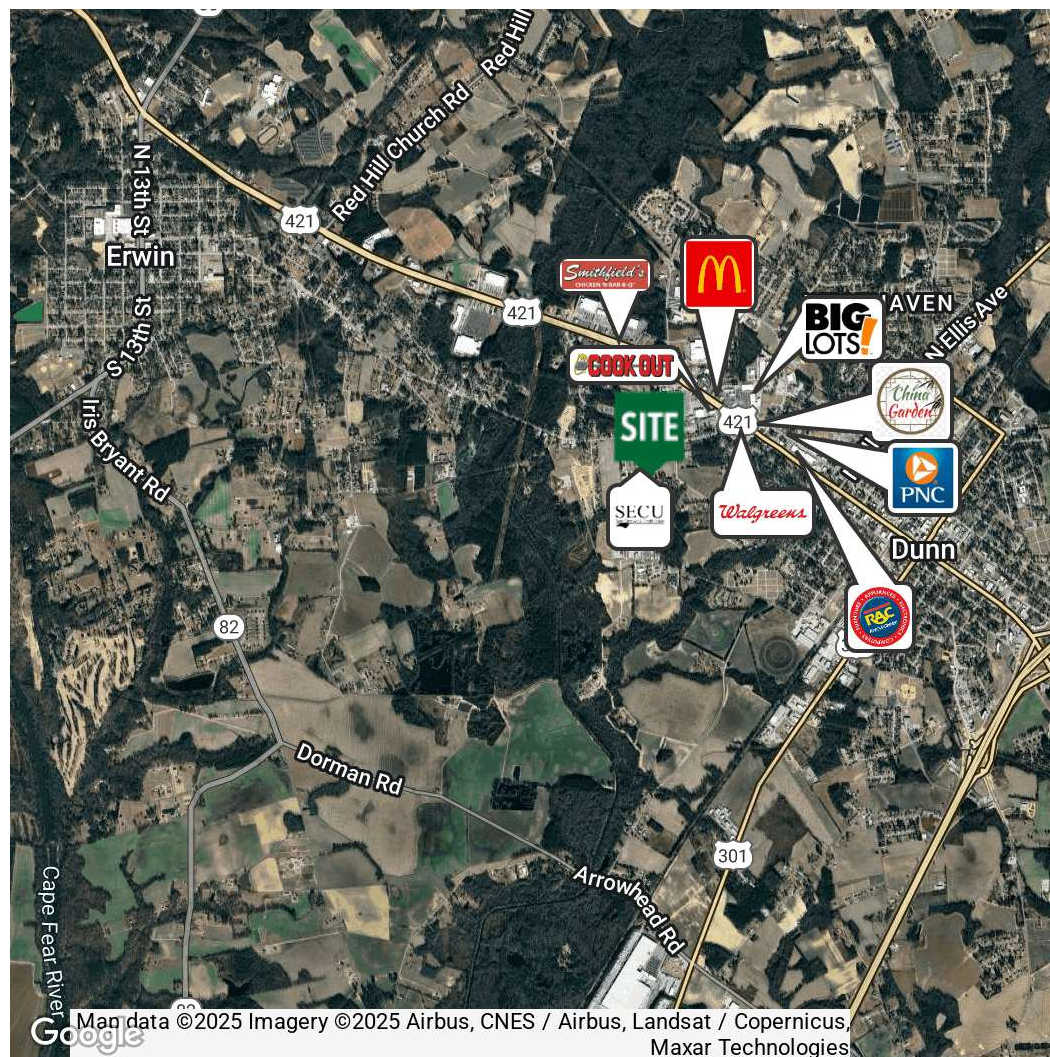 Red Hill Church Rd
Red Hill
N 13th St
421
Erwin
Smithfield's
CHICKEN 'N BAR-B-Q
421
BIG
LOTS!
AVEN
N Ellis Ave
S 13th St
COOK OUT
China
Garden
SITE
421
Iris Bryant Rd
PNC
SECU
Walgreens
Dunn
RAC
82
Dorman Rd
301
Arrowhead Rd
Cape Fear River
Google
Map data ©2025 Imagery ©2025 Airbus, CNES / Airbus, Landsat / Copernicus,
Maxar Technologies